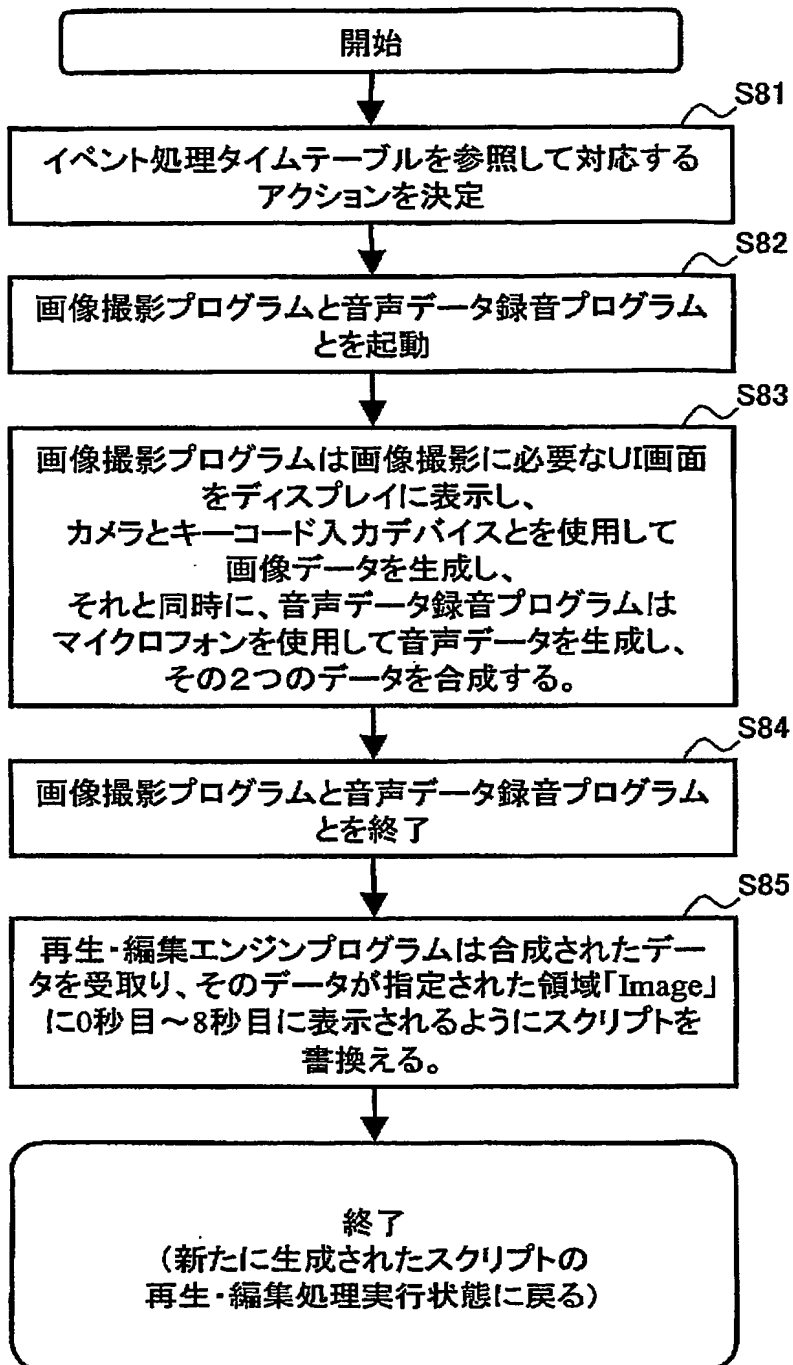 開始
S81
イベント処理タイムテーブルを参照して対応する
アクションを決定
S82
画像撮影プログラムと音声データ録音プログラム
とを起動
S83
画像撮影プログラムは画像撮影に必要なUI画面
をディスプレイに表示し、
カメラとキーコード入力デバイスとを使用して
画像データを生成し、
それと同時に、音声データ録音プログラムは
マイクロフォンを使用して音声データを生成し、
その2つのデータを合成する。
S84
画像撮影プログラムと音声データ録音プログラム
とを終了
S85
再生・編集エンジンプログラムは合成されたデー
タを受取り、そのデータが指定された領域「Image」
に0秒目～8秒目に表示されるようにスクリプトを
書換える。
終了
（新たに生成されたスクリプトの
再生・編集処理実行状態に戻る）